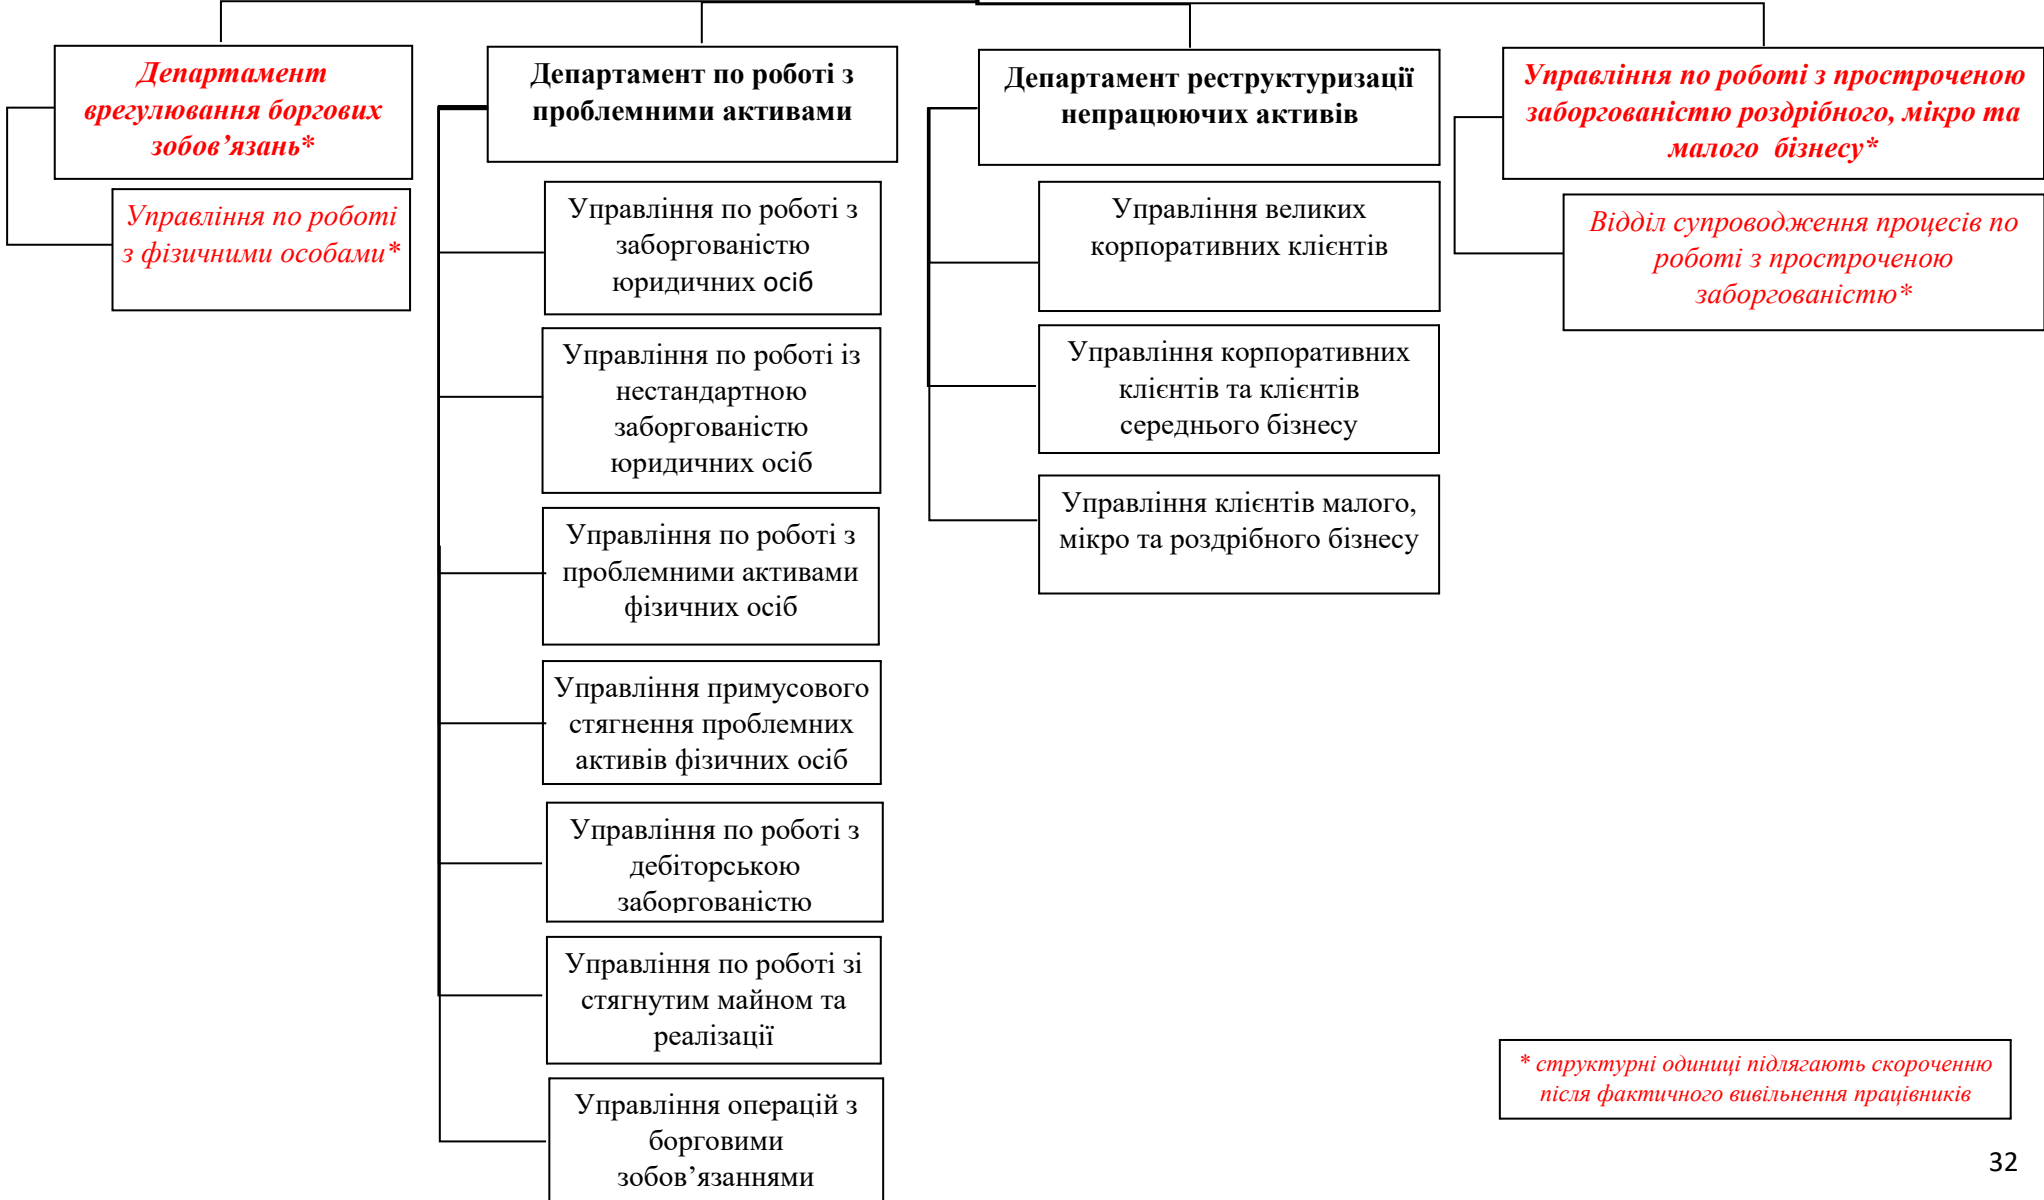 Департамент
врегулювання боргових
зобов’язань*
Управління по роботі
з фізичними особами*
Департамент по роботі з
проблемними активами
Управління по роботі з
заборгованістю
юридичних осіб
Управління по роботі із
нестандартною
заборгованістю
юридичних осіб
Управління по роботі з
проблемними активами
фізичних осіб
Управління примусового
стягнення проблемних
активів фізичних осіб
Управління по роботі з
дебіторською
заборгованістю
Управління по роботі зі
стягнутим майном та
реалізації
Управління операцій з
борговими
зобов’язаннями
Департамент реструктуризації
непрацюючих активів
Управління великих
корпоративних клієнтів
Управління корпоративних
клієнтів та клієнтів
середнього бізнесу
Управління клієнтів малого,
мікро та роздрібного бізнесу
Управління по роботі з простроченою
заборгованістю роздрібного, мікро та
малого бізнесу*
Відділ супроводження процесів по
роботі з простроченою
заборгованістю*
* структурні одиниці підлягають скороченню
після фактичного вивільнення працівників
32